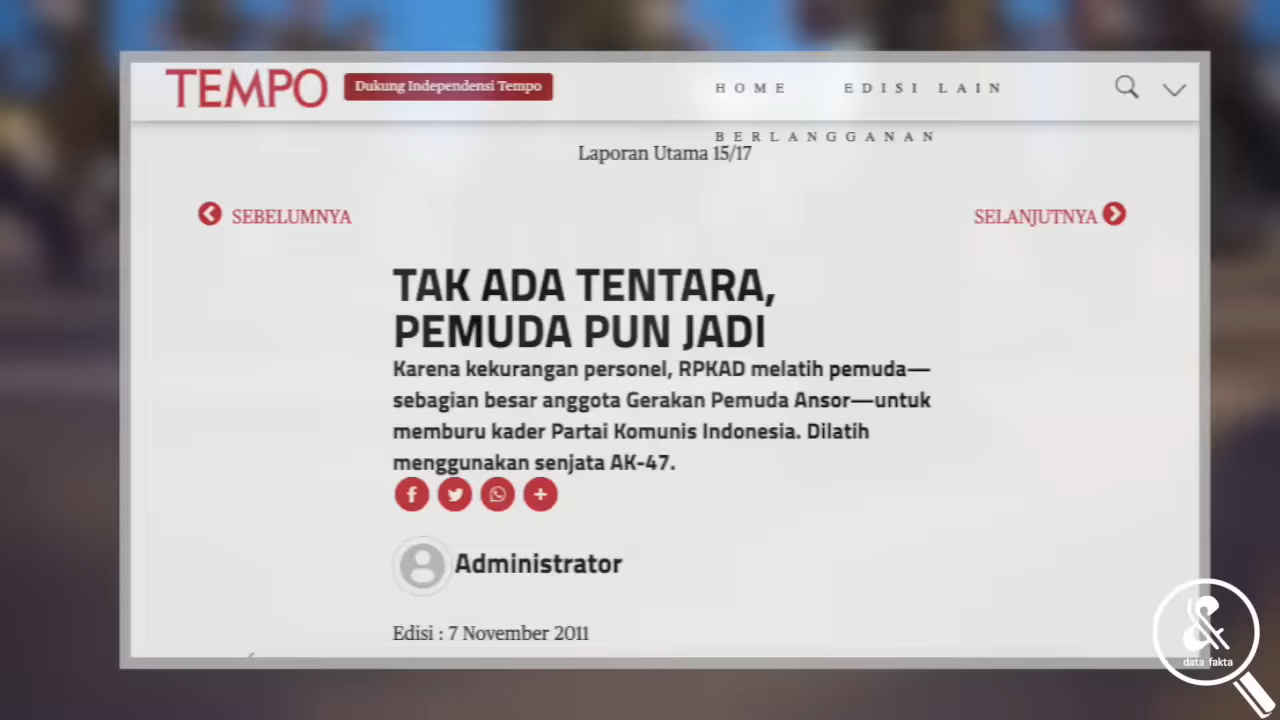 TEMPO
Dukung Independensi Tempo
HOME EDISI LAIN
BERLANGGANAN
Laporan Utama 15/17
SEBELUMNYA
SELANJUTNYA
TAK ADA TENTARA,
PEMUDA PUN JADI
Karena kekurangan personel, RPKAD melatih pemuda—
sebagian besar anggota Gerakan Pemuda Ansor—untuk
memburu kader Partai Komunis Indonesia. Dilatih
menggunakan senjata AK-47.
Administrator
Edisi : 7 November 2011
&
data fakta